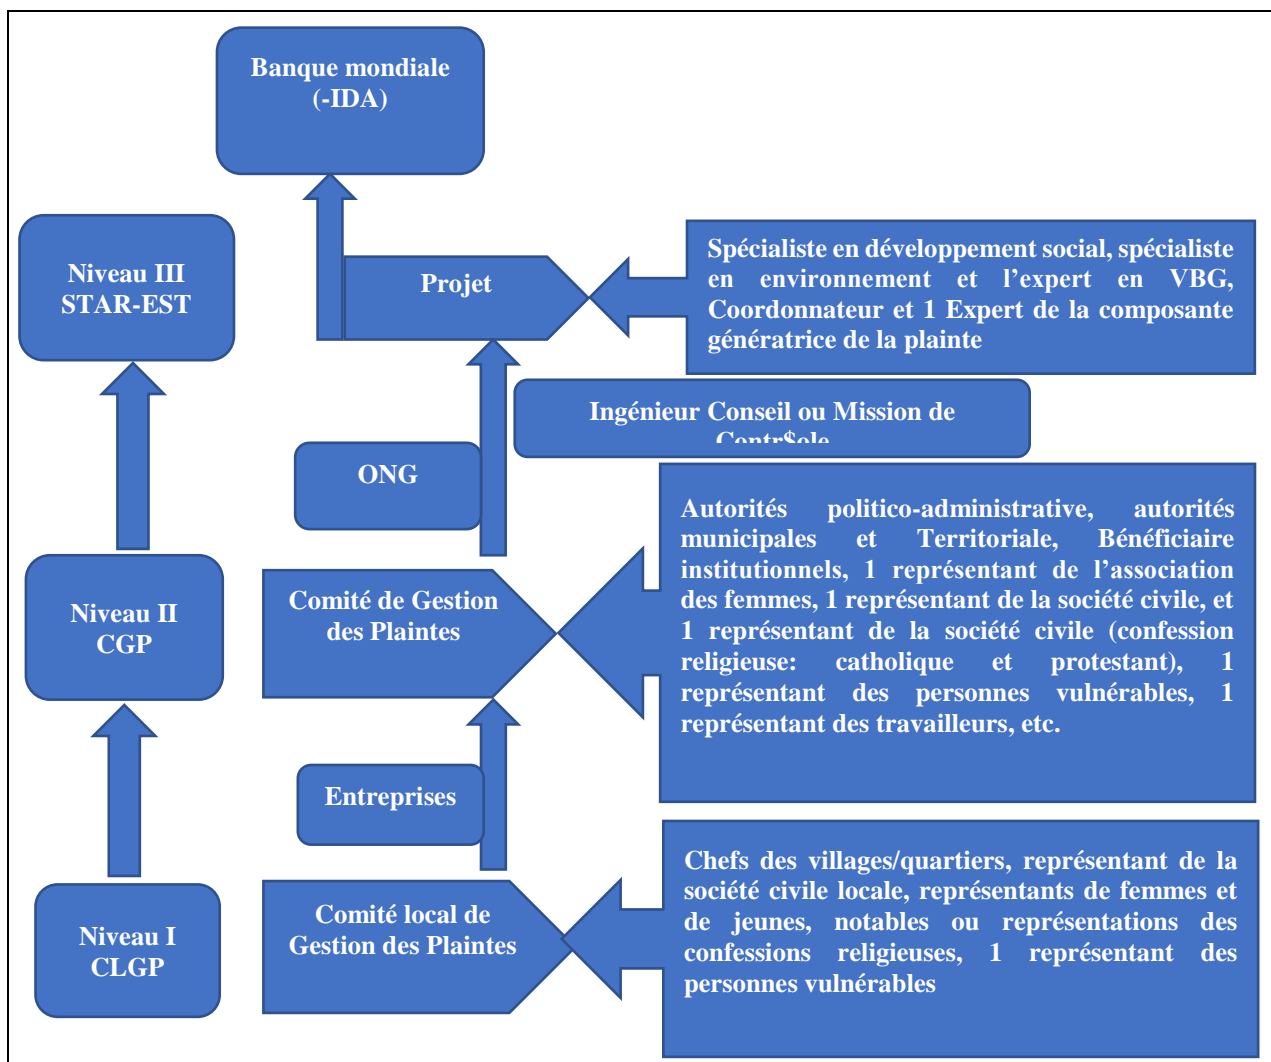 Banque mondiale
(-IDA)
Niveau III
STAR-EST
Projet
Spécialiste en développement social, spécialiste
en environnement et l’expert en VBG,
Coordonnateur et 1 Expert de la composante
génératrice de la plainte
Ingénieur Conseil ou Mission de
Contr$ole
ONG
Niveau II
CGP
Comité de Gestion
des Plaintes
Autorités politico-administrative, autorités
municipales et Territoriale, Bénéficiaire
institutionnels, 1 représentant de l’association
des femmes, 1 représentant de la société civile, et
1 représentant de la société civile (confession
religieuse: catholique et protestant), 1
représentant des personnes vulnérables, 1
représentant des travailleurs, etc.
Entreprises
Niveau I
CLGP
Comité local de
Gestion des Plaintes
Chefs des villages/quartiers, représentant de la
société civile locale, représentants de femmes et
de jeunes, notables ou représentations des
confessions religieuses, 1 représentant des
personnes vulnérables